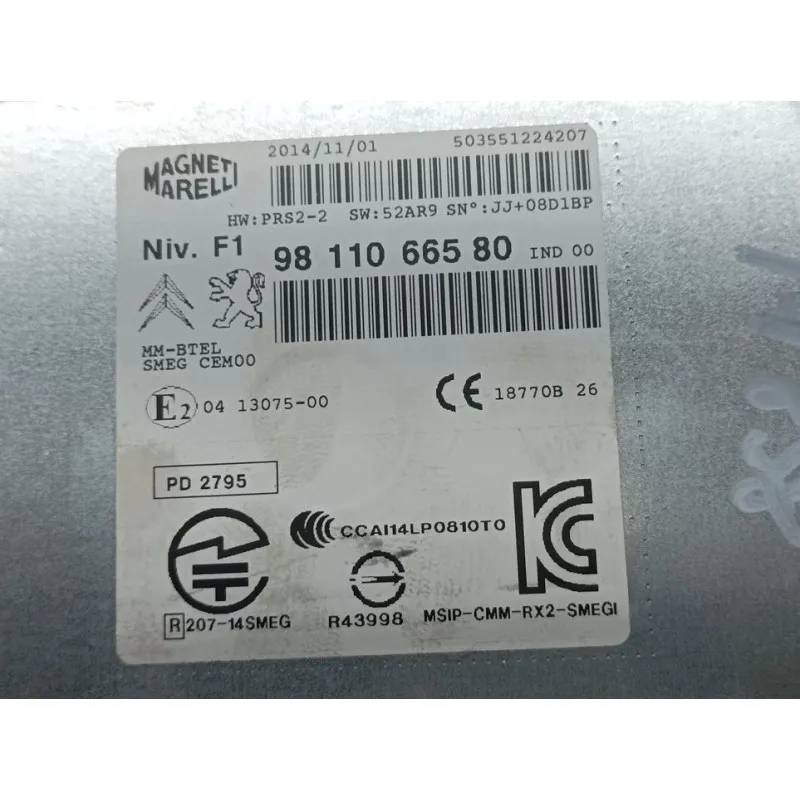 MAGNETI MARELLI
2014/11/01 503551224207
HW:PRS2-2 SW:52AR9 SN°:JJ+08D1BP
Niv. F1 98 110 665 80 IND 00
MM-BTEL
SMEG CEM00
E2 04 13075-00 CE 18770B 26
PD 2795
CCAI14LP0810T0
R 207-14SMEG R43998 MSIP-CMM-RX2-SMEGI